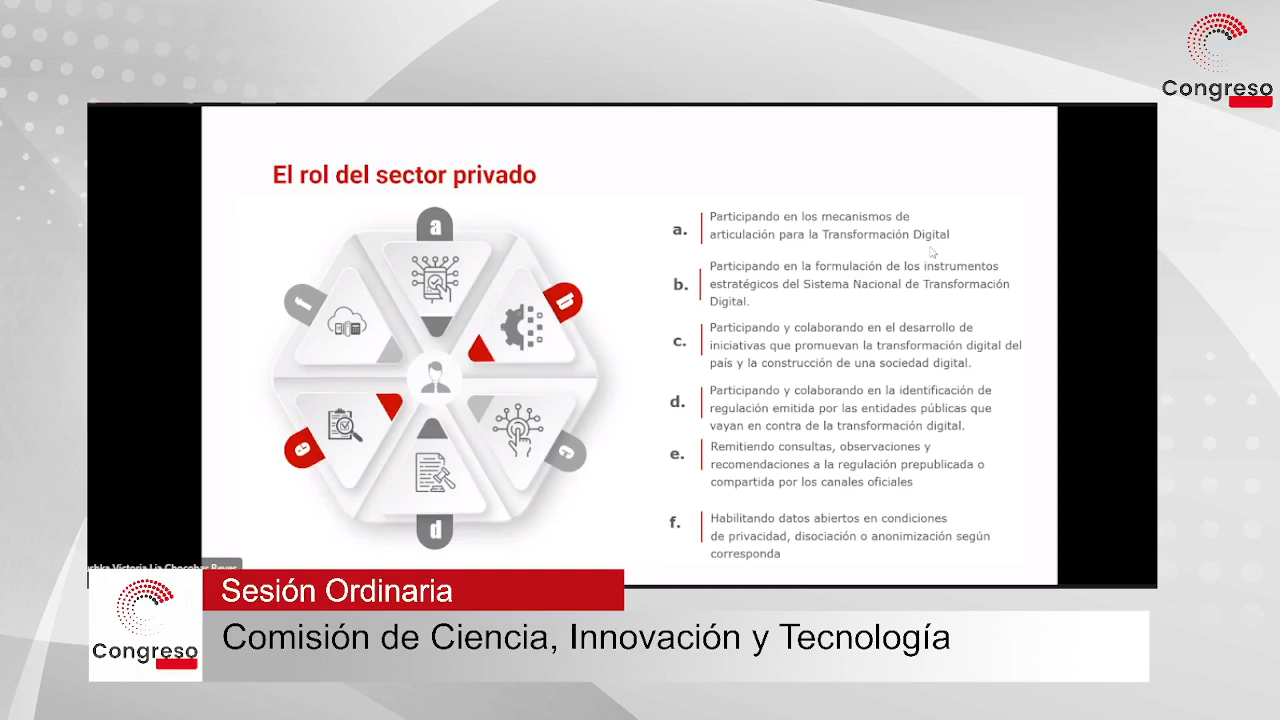 Congreso
El rol del sector privado
a
b
c
d
e
f
a.
Participando en los mecanismos de
articulación para la Transformación Digital
b.
Participando en la formulación de los instrumentos
estratégicos del Sistema Nacional de Transformación
Digital.
c.
Participando y colaborando en el desarrollo de
iniciativas que promuevan la transformación digital del
país y la construcción de una sociedad digital.
d.
Participando y colaborando en la identificación de
regulación emitida por las entidades públicas que
vayan en contra de la transformación digital.
e.
Remitiendo consultas, observaciones y
recomendaciones a la regulación prepublicada o
compartida por los canales oficiales
f.
Habilitando datos abiertos en condiciones
de privacidad, disociación o anonimización según
corresponda
Victoria Lia Chocobar Reyes
Sesión Ordinaria
Congreso
Comisión de Ciencia, Innovación y Tecnología